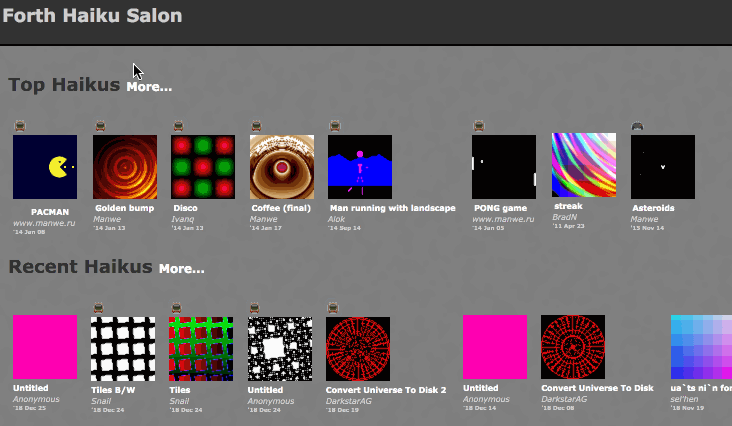 Forth Haiku Salon
Top Haikus More...
PACMAN
www.manwe.ru
'14 Jan 08
Golden bump
Manwe
'14 Jan 13
Disco
Ivanq
'14 Jan 13
Coffee (final)
Manwe
'14 Jan 17
Man running with landscape
Alok
'14 Sep 14
PONG game
www.manwe.ru
'14 Jan 05
streak
BradN
'11 Apr 23
Asteroids
Manwe
'15 Nov 14
Recent Haikus More...
Untitled
Anonymous
'18 Dec 25
Tiles B/W
Snail
'18 Dec 24
Tiles
Snail
'18 Dec 24
Untitled
Anonymous
'18 Dec 24
Convert Universe To Disk 2
DarkstarAG
'18 Dec 19
Untitled
Anonymous
'18 Dec 14
Convert Universe To Disk
DarkstarAG
'18 Dec 08
ua`ts ni`n for
sel'hen
'18 Nov 19